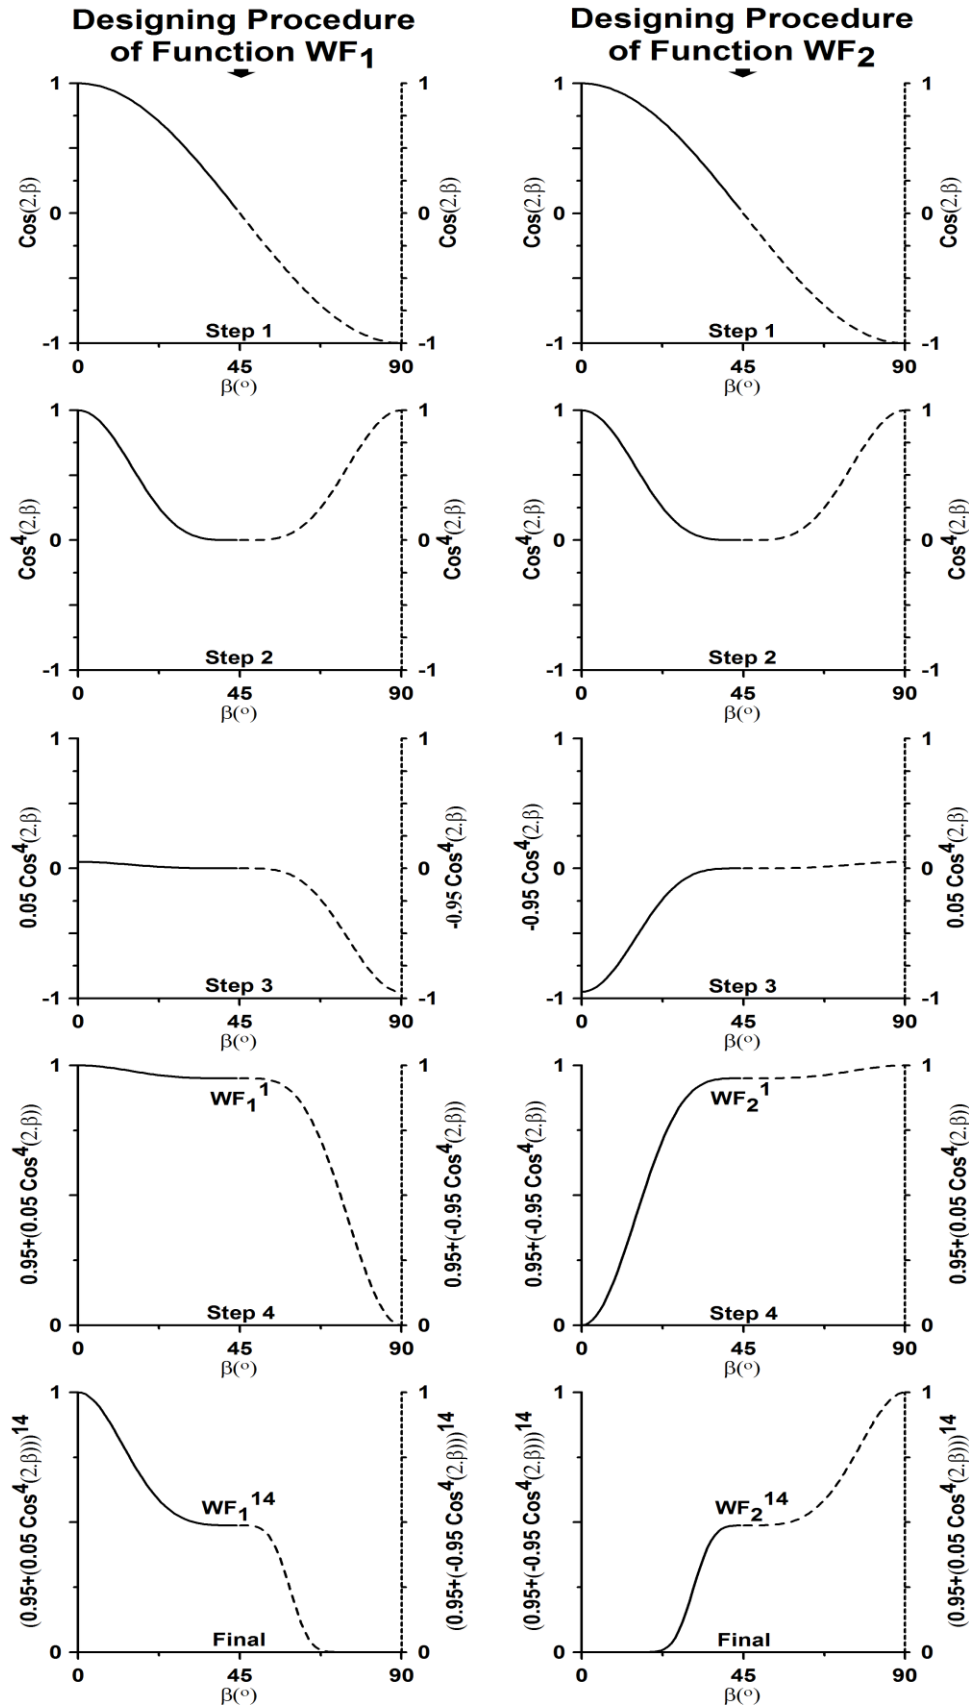 Designing Procedure
of Function WF1
Designing Procedure
of Function WF2
1
0
-1
Cos(2.β)
1
0
-1
Cos(2.β)
Step 1
0
45
90
β(°)
1
0
-1
Cos(2.β)
1
0
-1
Cos(2.β)
Step 1
0
45
90
β(°)
1
0
-1
Cos4(2.β)
1
0
-1
Cos4(2.β)
Step 2
0
45
90
β(°)
1
0
-1
Cos4(2.β)
1
0
-1
Cos4(2.β)
Step 2
0
45
90
β(°)
1
0
-1
0.05 Cos4(2.β)
1
0
-1
-0.95 Cos4(2.β)
Step 3
0
45
90
β(°)
1
0
-1
-0.95 Cos4(2.β)
1
0
-1
0.05 Cos4(2.β)
Step 3
0
45
90
β(°)
1
0
0.95+(0.05 Cos4(2.β))
1
0
0.95+(-0.95 Cos4(2.β))
WF11
Step 4
0
45
90
β(°)
1
0
0.95+(-0.95 Cos4(2.β))
1
0
0.95+(0.05 Cos4(2.β))
WF21
Step 4
0
45
90
β(°)
1
0
(0.95+(0.05 Cos4(2.β)))14
1
0
(0.95+(-0.95 Cos4(2.β)))14
WF114
Final
0
45
90
β(°)
1
0
(0.95+(-0.95 Cos4(2.β)))14
1
0
(0.95+(0.05 Cos4(2.β)))14
WF214
Final
0
45
90
β(°)